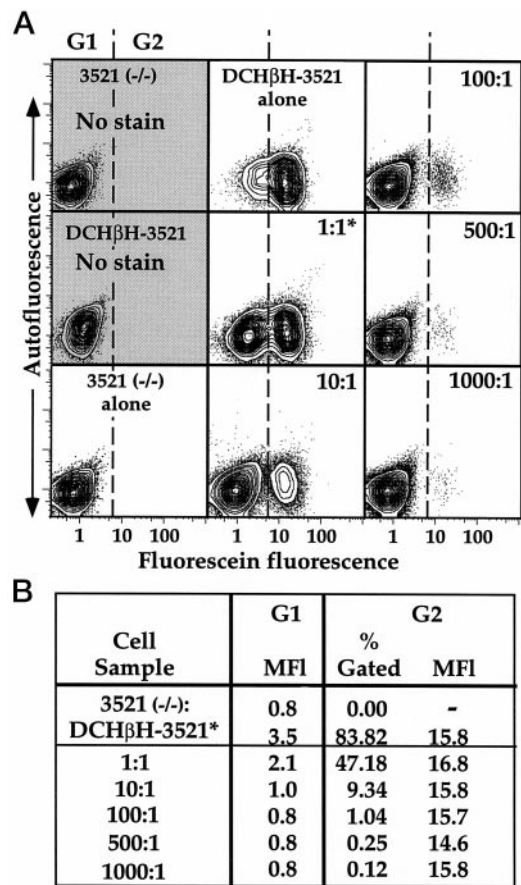 A
G1 G2
3521 (-/-)
No stain
DCHβH-3521
alone
100:1
DCHβH-3521
No stain
1:1*
500:1
3521 (-/-)
alone
10:1
1000:1
Autofluorescence
1 10 100 1 10 100 1 10 100
Fluorescein fluorescence
B
G1 G2
Cell
Sample
MFl
%
Gated
MFl
3521 (-/-): 0.8 0.00 -
DCHβH-3521* 3.5 83.82 15.8
1:1 2.1 47.18 16.8
10:1 1.0 9.34 15.8
100:1 0.8 1.04 15.7
500:1 0.8 0.25 14.6
1000:1 0.8 0.12 15.8